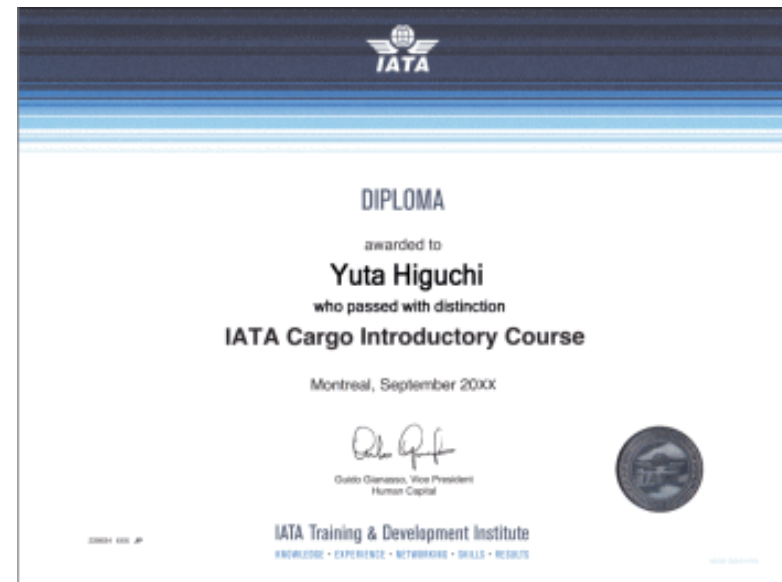 IATA
DIPLOMA
awarded to
Yuta Higuchi
who passed with distinction
IATA Cargo Introductory Course
Montreal, September 20XX
Guido Gianasso, Vice President
Human Capital
IATA Training & Development Institute
KNOWLEDGE • EXPERIENCE • NETWORKING • SKILLS • RESULTS